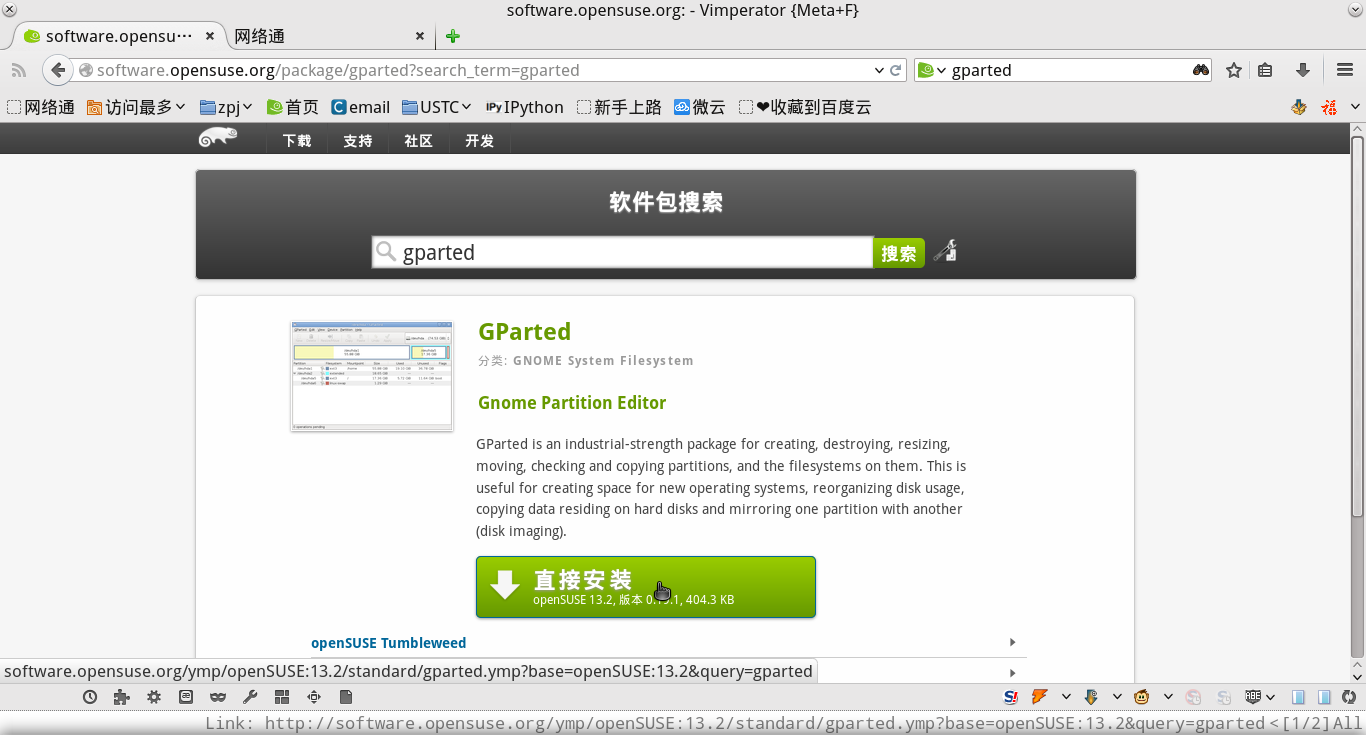 software.opensuse.org: - Vimperator {Meta+F}
software.opensu… 网络通
software.opensuse.org/package/gparted?search_term=gparted gparted
网络通 访问最多 zpj 首页 email USTC IPy IPython 新手上路 微云 ❤收藏到百度云
下载 支持 社区 开发
软件包搜索
gparted 搜索
GParted
分类: GNOME System Filesystem
Gnome Partition Editor
GParted is an industrial-strength package for creating, destroying, resizing,
moving, checking and copying partitions, and the filesystems on them. This is
useful for creating space for new operating systems, reorganizing disk usage,
copying data residing on hard disks and mirroring one partition with another
(disk imaging).
直接安装
openSUSE 13.2, 版本 404.3 KB
openSUSE Tumbleweed
software.opensuse.org/ymp/openSUSE:13.2/standard/gparted.ymp?base=openSUSE:13.2&query=gparted
Link: http://software.opensuse.org/ymp/openSUSE:13.2/standard/gparted.ymp?base=openSUSE:13.2&query=gparted <[1/2]All